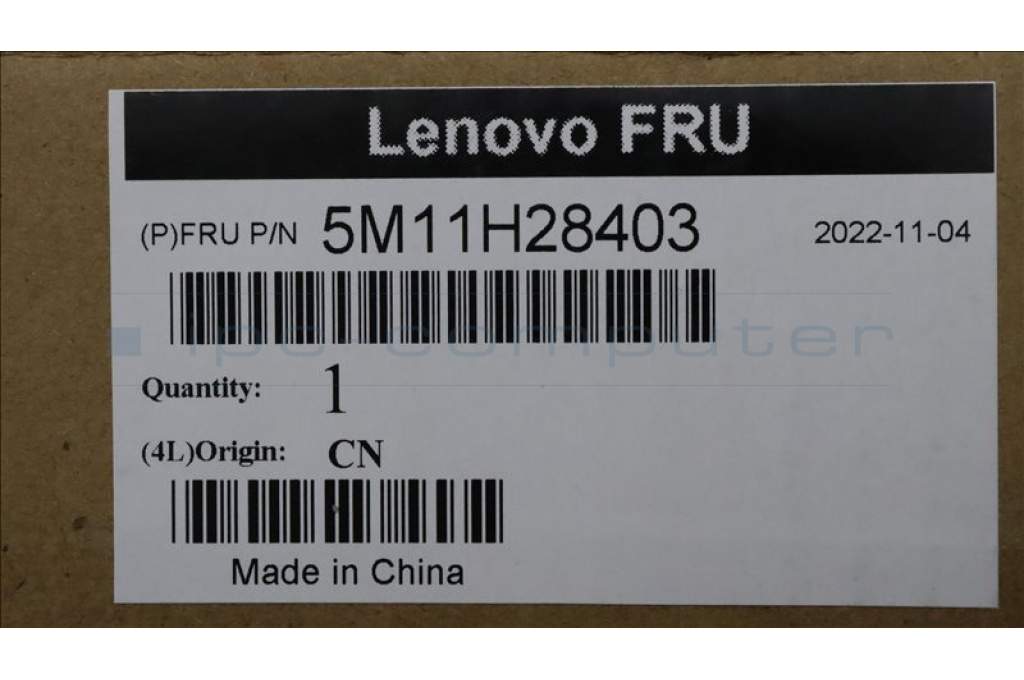 Lenovo FRU
(P)FRU P/N 5M11H28403 2022-11-04
ipc-computer
Quantity: 1
(4L)Origin: CN
Made in China